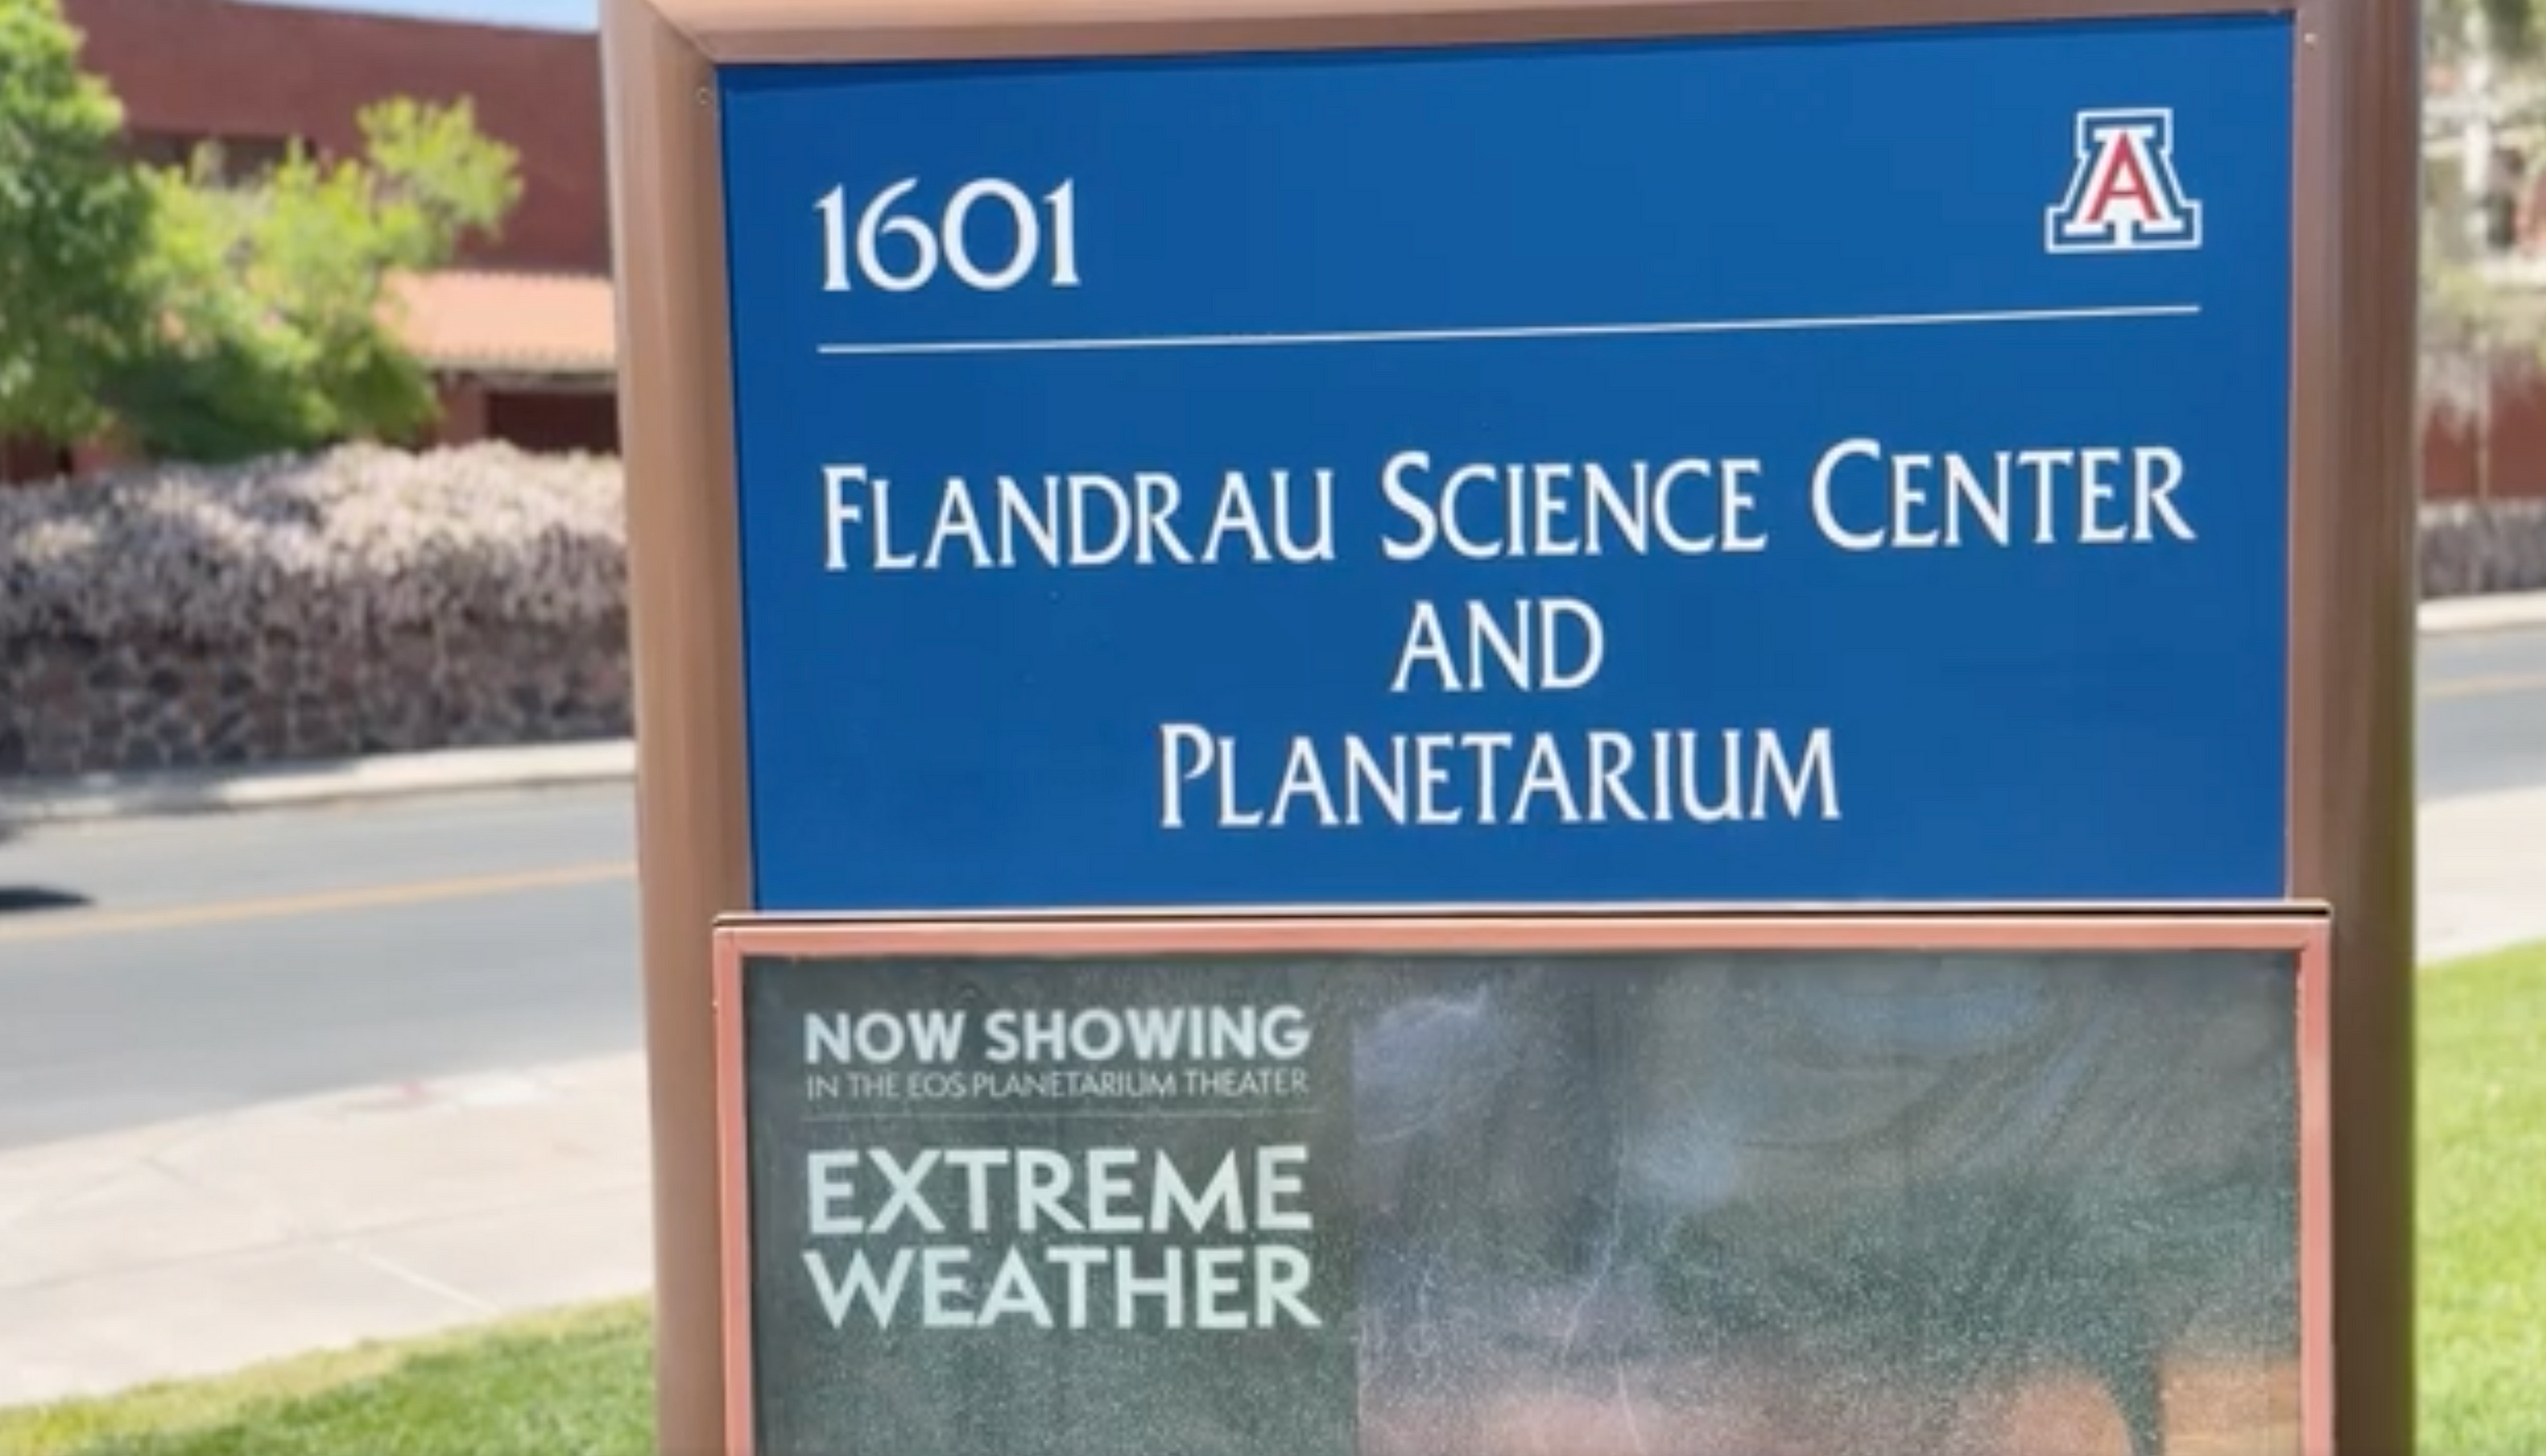 1601
A
FLANDRAU SCIENCE CENTER
AND
PLANETARIUM
NOW SHOWING
IN THE EOS PLANETARIUM THEATER
EXTREME
WEATHER